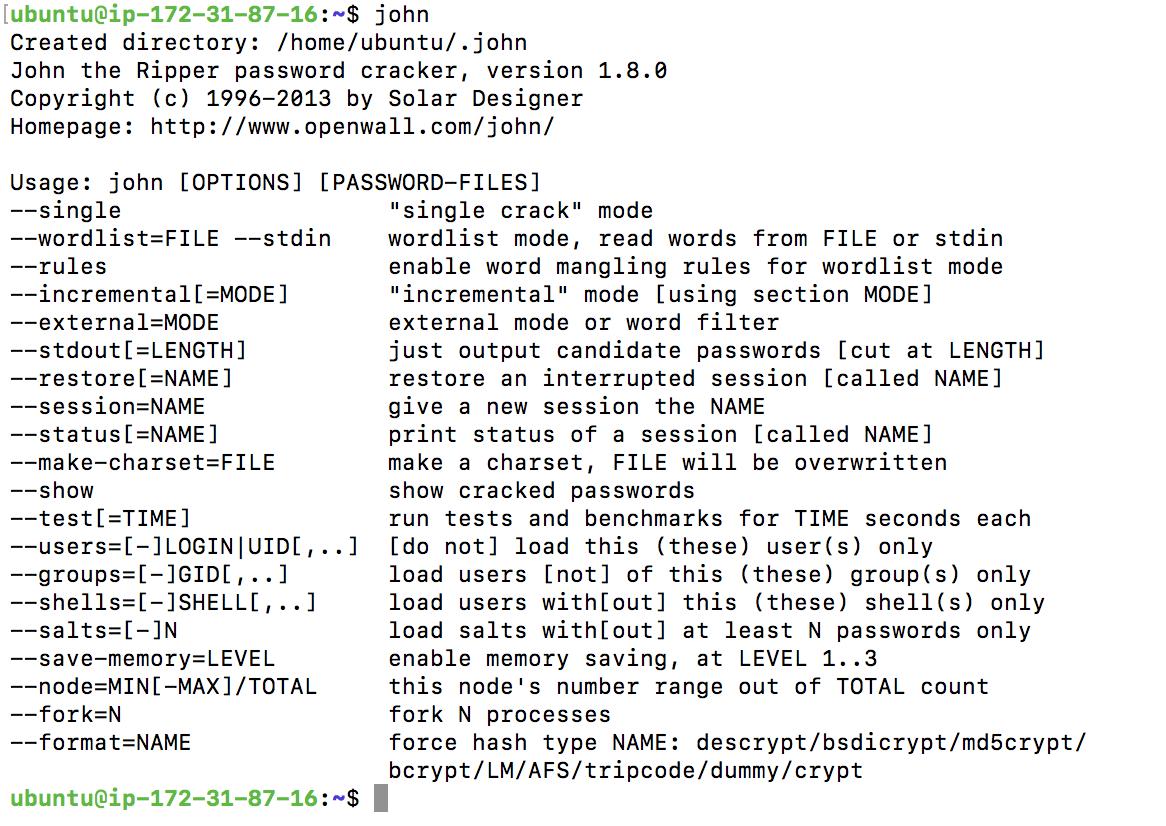 [ubuntu@ip-172-31-87-16:~$ john
Created directory: /home/ubuntu/.john
John the Ripper password cracker, version 1.8.0
Copyright (c) 1996-2013 by Solar Designer
Homepage: http://www.openwall.com/john/

Usage: john [OPTIONS] [PASSWORD-FILES]
--single                   "single crack" mode
--wordlist=FILE --stdin    wordlist mode, read words from FILE or stdin
--rules                    enable word mangling rules for wordlist mode
--incremental[=MODE]       "incremental" mode [using section MODE]
--external=MODE            external mode or word filter
--stdout[=LENGTH]          just output candidate passwords [cut at LENGTH]
--restore[=NAME]           restore an interrupted session [called NAME]
--session=NAME             give a new session the NAME
--status[=NAME]            print status of a session [called NAME]
--make-charset=FILE        make a charset, FILE will be overwritten
--show                     show cracked passwords
--test[=TIME]              run tests and benchmarks for TIME seconds each
--users=[-]LOGIN|UID[,..]  [do not] load this (these) user(s) only
--groups=[-]GID[,..]       load users [not] of this (these) group(s) only
--shells=[-]SHELL[,..]     load users with[out] this (these) shell(s) only
--salts=[-]N               load salts with[out] at least N passwords only
--save-memory=LEVEL        enable memory saving, at LEVEL 1..3
--node=MIN[-MAX]/TOTAL     this node's number range out of TOTAL count
--fork=N                   fork N processes
--format=NAME              force hash type NAME: descrypt/bsdicrypt/md5crypt/
                           bcrypt/LM/AFS/tripcode/dummy/crypt
ubuntu@ip-172-31-87-16:~$